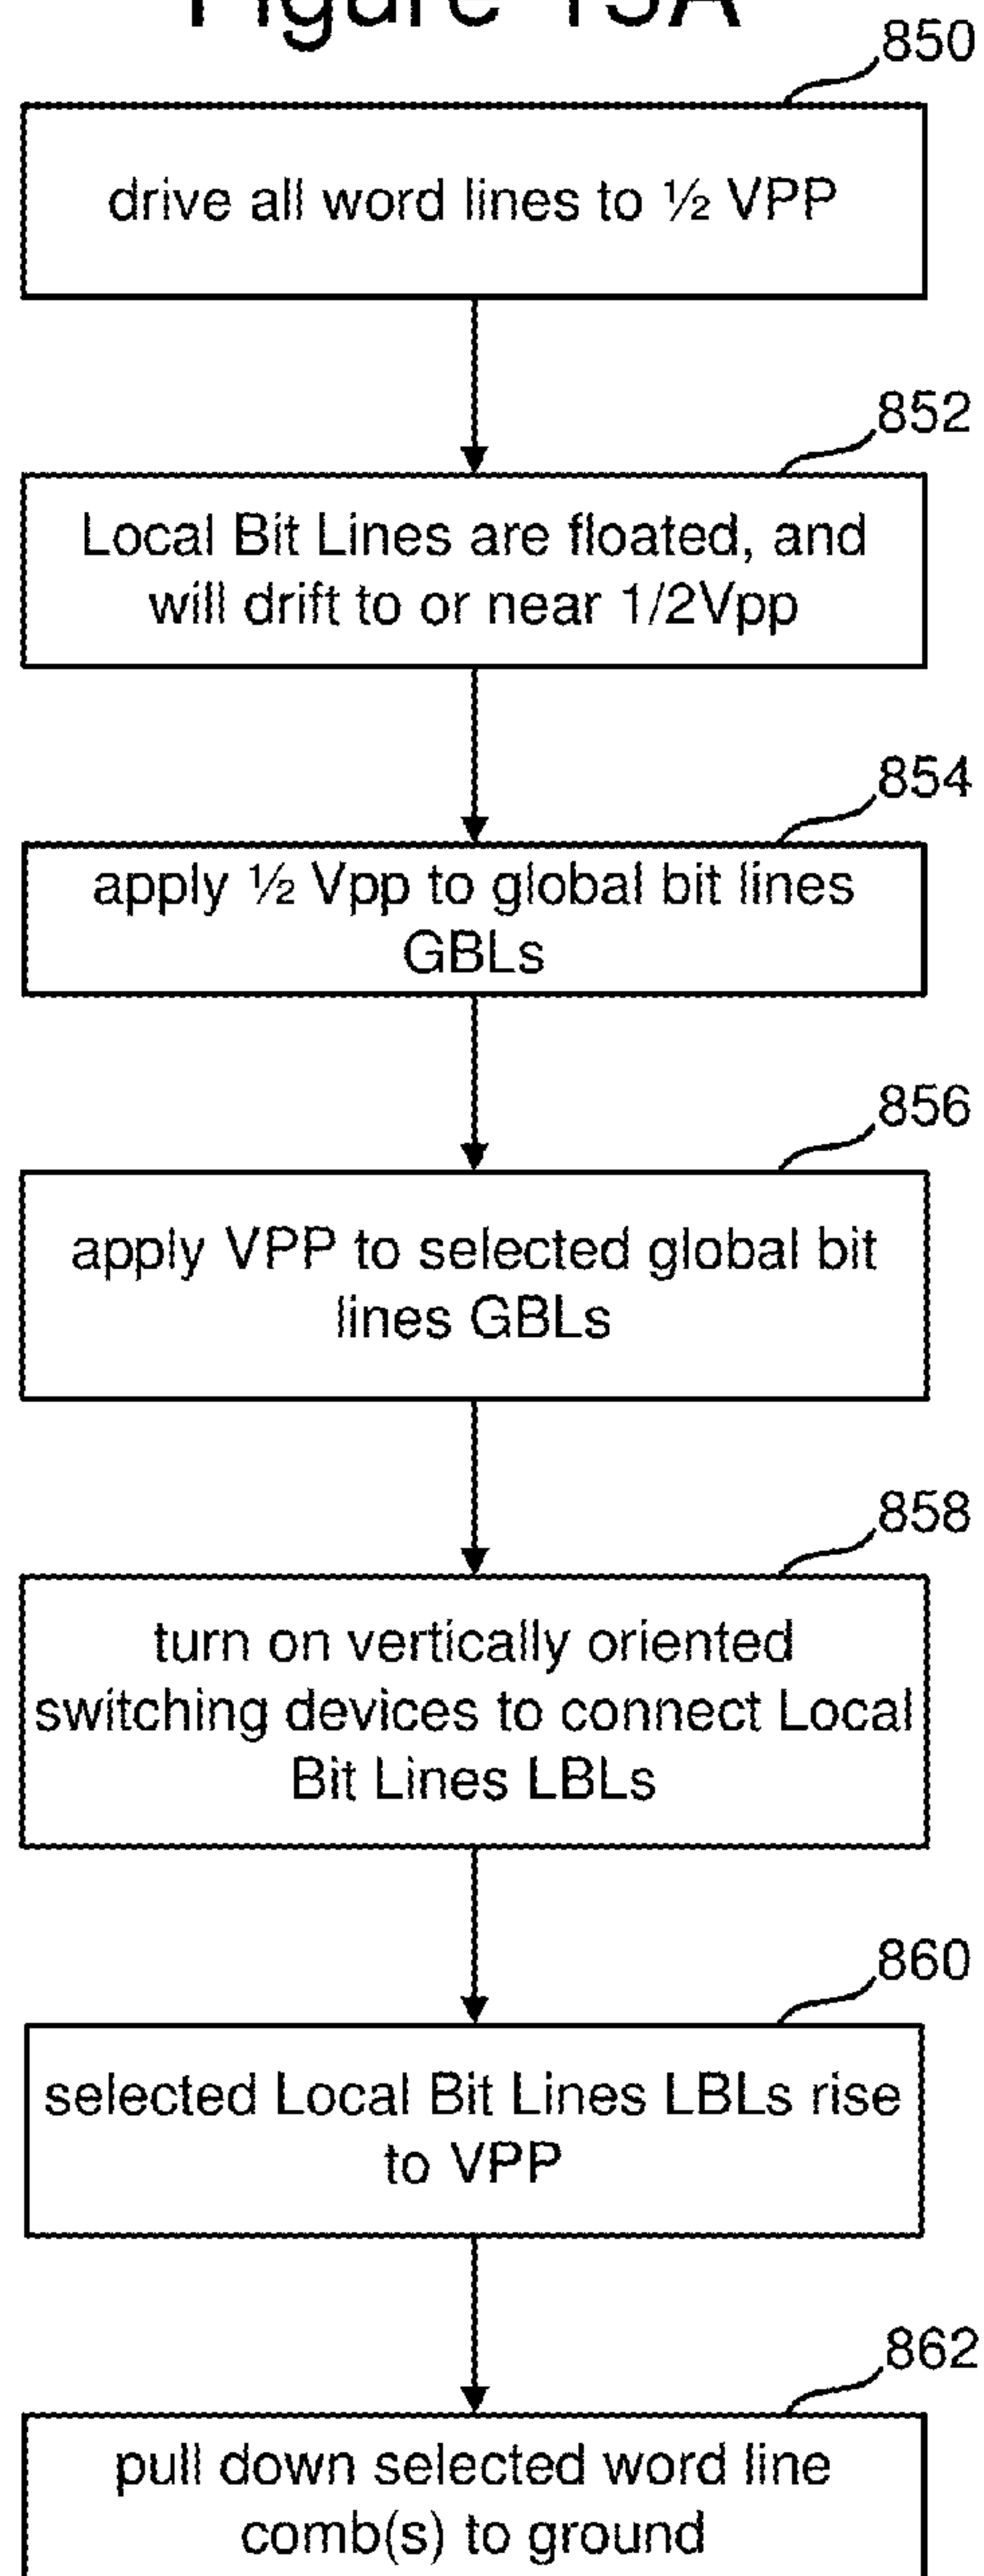 Figure 15A
850
drive all word lines to ½ VPP
852
Local Bit Lines are floated, and
will drift to or near 1/2Vpp
854
apply ½ Vpp to global bit lines
GBLs
856
apply VPP to selected global bit
lines GBLs
858
turn on vertically oriented
switching devices to connect Local
Bit Lines LBLs
860
selected Local Bit Lines LBLs rise
to VPP
862
pull down selected word line
comb(s) to ground